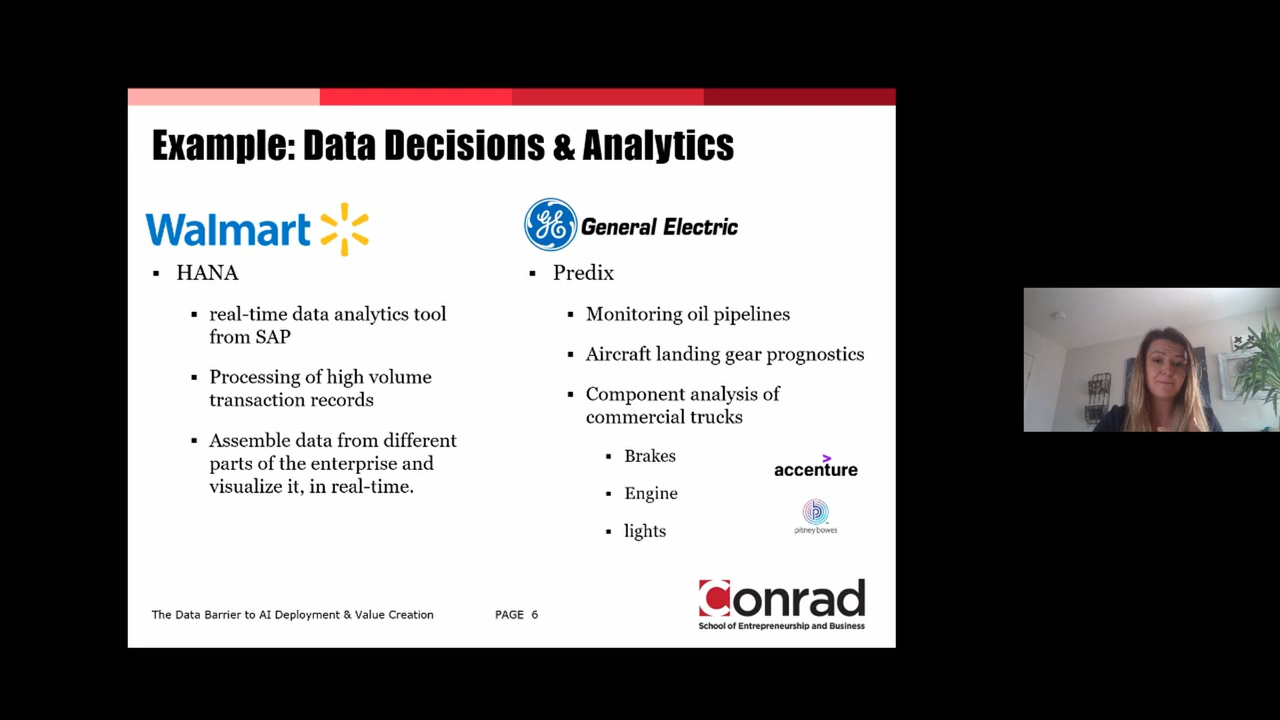 Example: Data Decisions & Analytics
Walmart
HANA
real-time data analytics tool
from SAP
Processing of high volume
transaction records
Assemble data from different
parts of the enterprise and
visualize it, in real-time.
GE General Electric
Predix
Monitoring oil pipelines
Aircraft landing gear prognostics
Component analysis of
commercial trucks
Brakes
Engine
lights
accenture
pitney bowes
The Data Barrier to AI Deployment & Value Creation
PAGE 6
Conrad
School of Entrepreneurship and Business